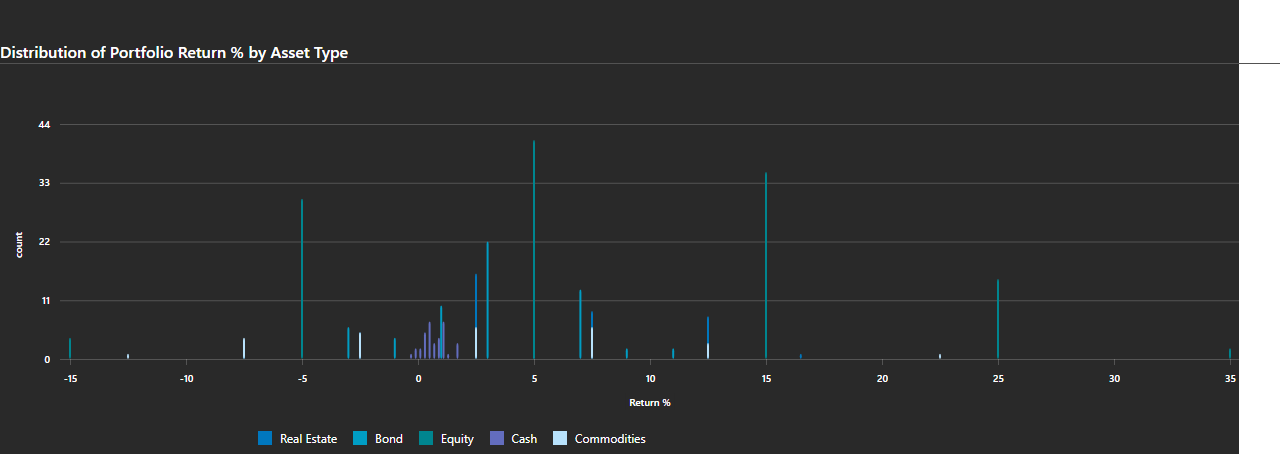 Distribution of Portfolio Return % by Asset Type
44
33
22
11
0
count
-15 -10 -5 0 5 10 15 20 25 30 35
Return %
Real Estate Bond Equity Cash Commodities